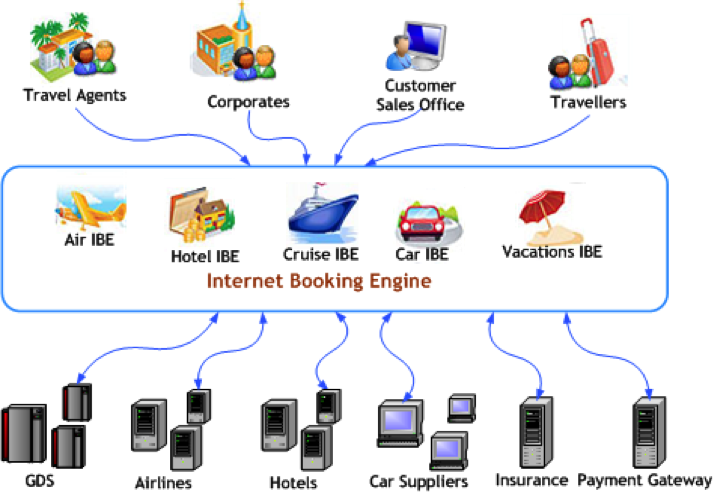 Travel Agents
Corporates
Customer
Sales Office
Travellers
Air IBE
Hotel IBE
Cruise IBE
Car IBE
Vacations IBE
Internet Booking Engine
GDS
Airlines
Hotels
Car Suppliers
Insurance
Payment Gateway